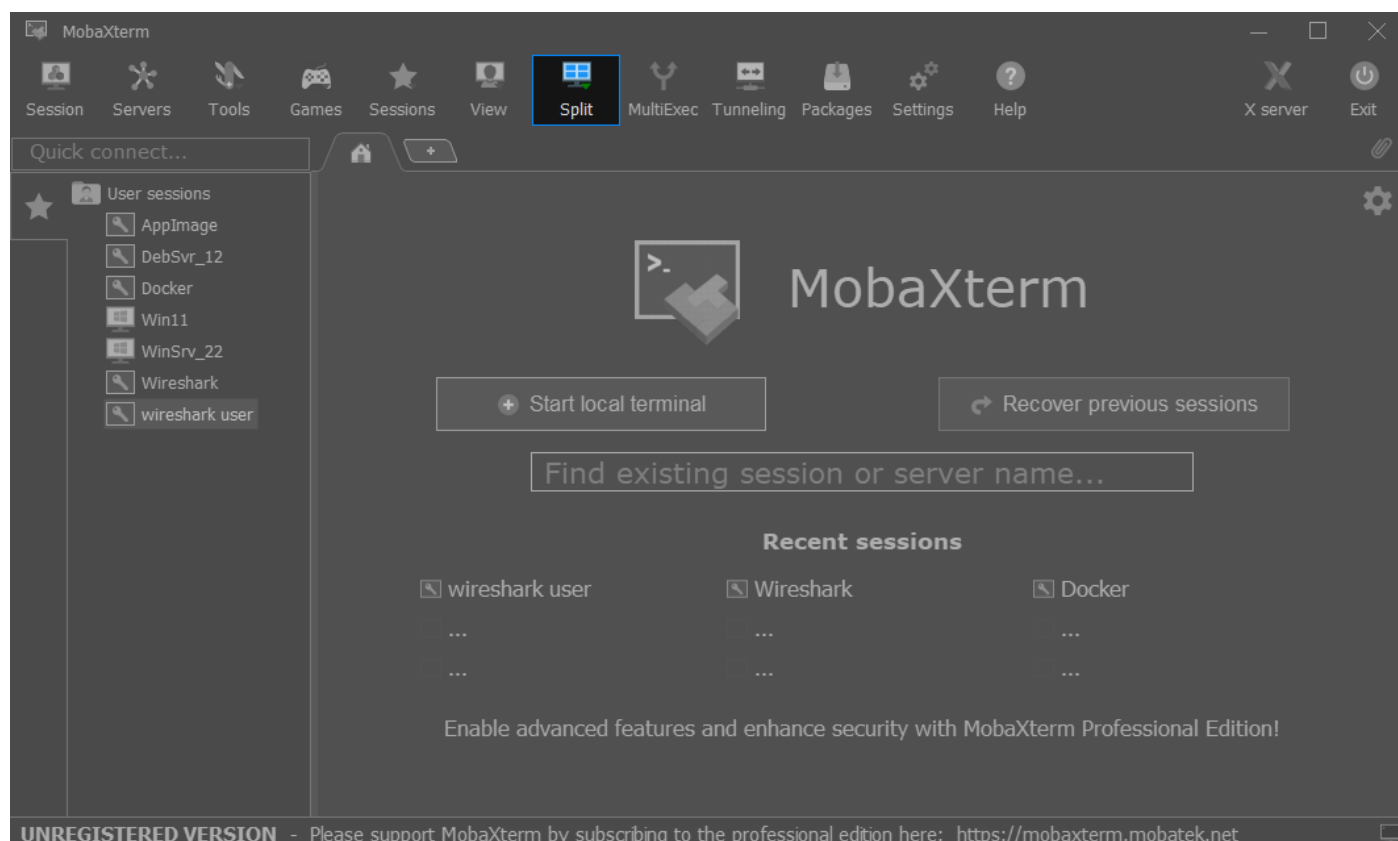 MobaXterm
Session Servers Tools Games Sessions View Split MultiExec Tunneling Packages Settings Help X server Exit
Quick connect...
User sessions
AppImage
DebSvr_12
Docker
Win11
WinSrv_22
Wireshark
wireshark user
>_
MobaXterm
Start local terminal
Recover previous sessions
Find existing session or server name...
Recent sessions
wireshark user Wireshark Docker
... ... ...
... ... ...
Enable advanced features and enhance security with MobaXterm Professional Edition!
UNREGISTERED VERSION - Please support MobaXterm by subscribing to the professional edition here: https://mobaxterm.mobatek.net